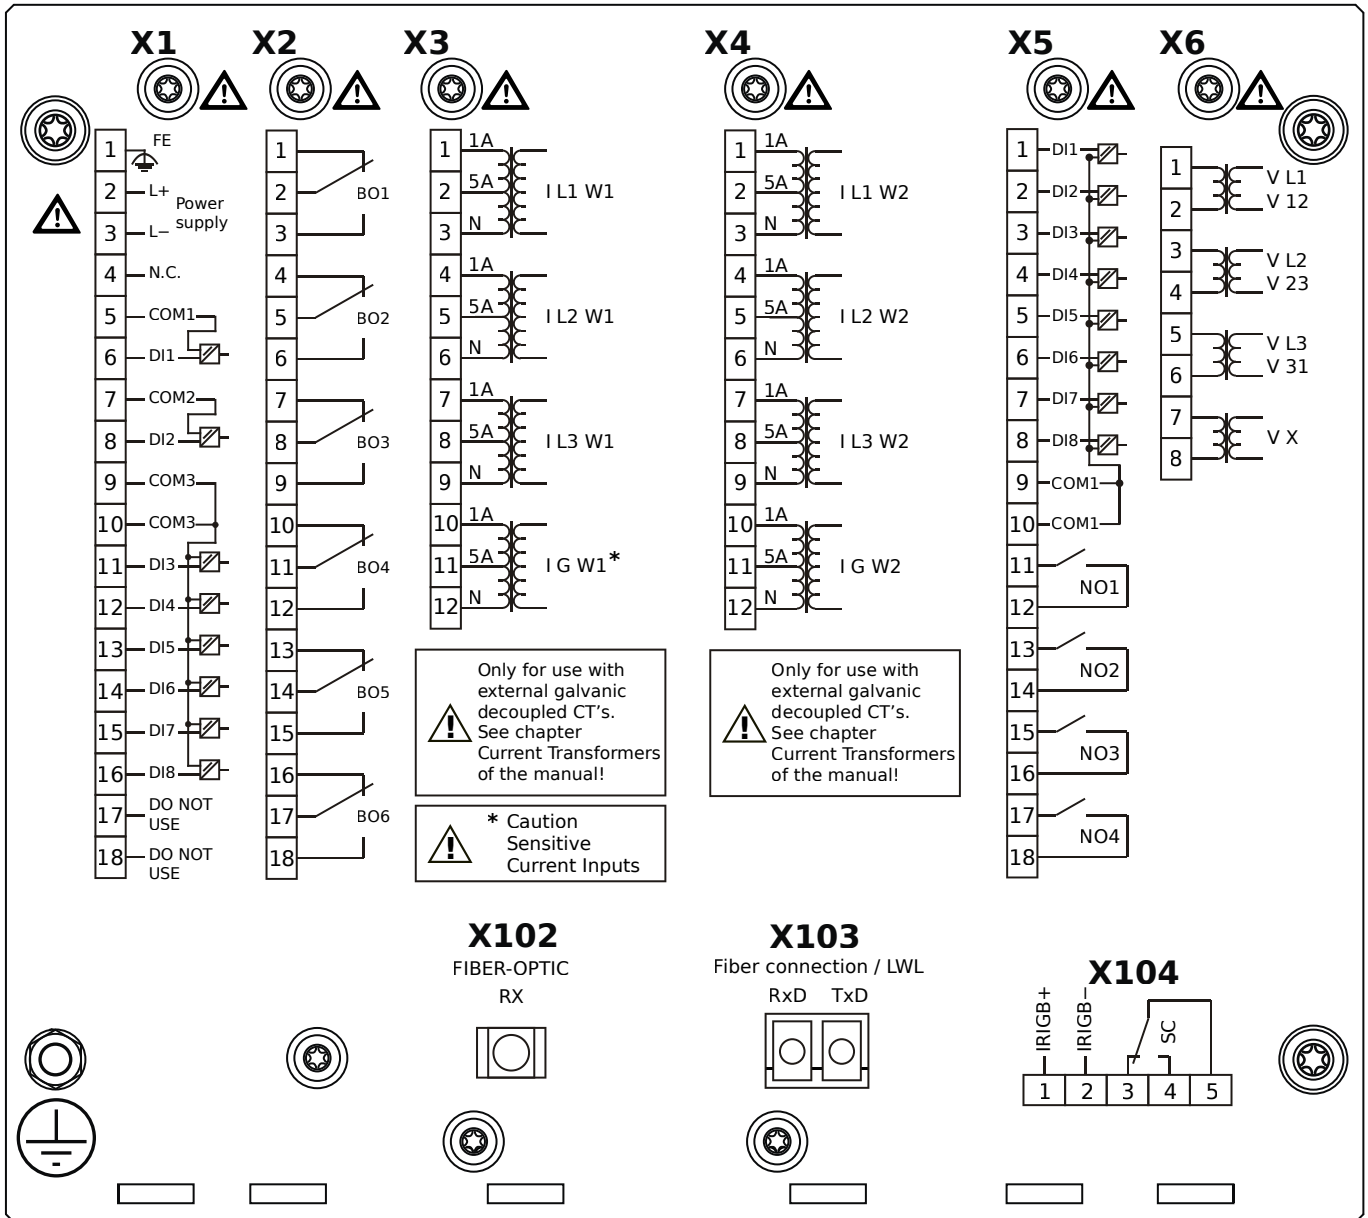 X1
X2
X3
X4
X5
X6
1
FE
2
L+
Power
supply
3
L−
4
N.C.
5
COM1
6
DI1
7
COM2
8
DI2
9
COM3
10
COM3
11
DI3
12
DI4
13
DI5
14
DI6
15
DI7
16
DI8
17
DO NOT
USE
18
DO NOT
USE
1
2
BO1
3
4
5
BO2
6
7
8
BO3
9
10
11
BO4
12
13
14
BO5
15
16
17
BO6
18
1 1A
2 5A I L1 W1
3 N
4 1A
5 5A I L2 W1
6 N
7 1A
8 5A I L3 W1
9 N
10 1A
11 5A I G W1*
12 N
Only for use with
external galvanic
decoupled CT's.
See chapter
Current Transformers
of the manual!
* Caution
Sensitive
Current Inputs
1 1A
2 5A I L1 W2
3 N
4 1A
5 5A I L2 W2
6 N
7 1A
8 5A I L3 W2
9 N
10 1A
11 5A I G W2
12 N
Only for use with
external galvanic
decoupled CT's.
See chapter
Current Transformers
of the manual!
1 DI1
2 DI2
3 DI3
4 DI4
5 DI5
6 DI6
7 DI7
8 DI8
9 COM1
10 COM1
11
NO1
12
13
NO2
14
15
NO3
16
17
NO4
18
1
V L1
2
V 12
3
V L2
4
V 23
5
V L3
6
V 31
7
V X
8
X102
FIBER-OPTIC
RX
X103
Fiber connection / LWL
RxD TxD
X104
IRIGB+
IRIGB−
SC
1 2 3 4 5